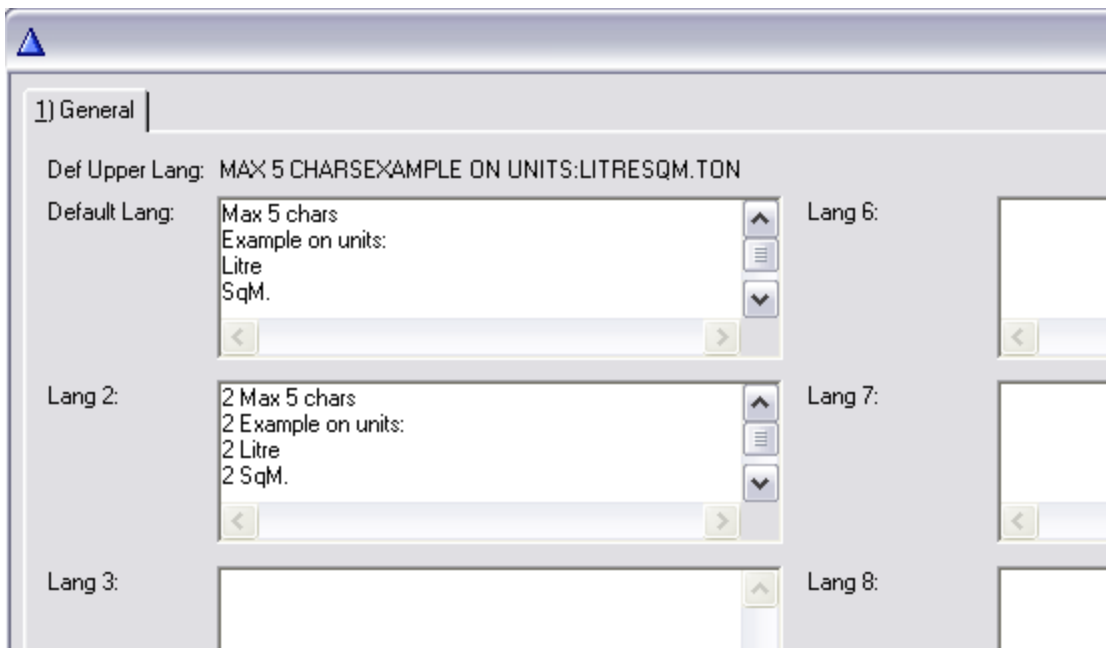 1) General
Def Upper Lang: MAX 5 CHARSEXAMPLE ON UNITS:LITRESQM.TON
Default Lang:
Max 5 chars
Example on units:
Litre
SqM.
Lang 6:
Lang 2:
2 Max 5 chars
2 Example on units:
2 Litre
2 SqM.
Lang 7:
Lang 3:
Lang 8: